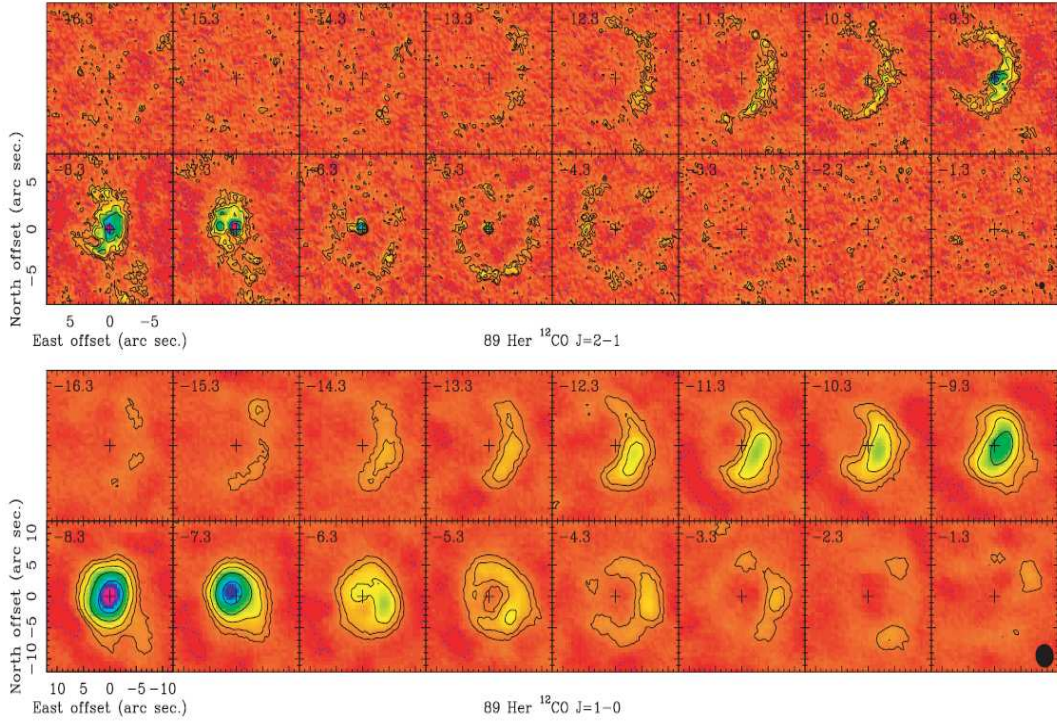 -16.3 -15.3 -14.3 -13.3 -12.3 -11.3 -10.3 -9.3
-8.3 -7.3 -6.3 -5.3 -4.3 -3.3 -2.3 -1.3
North offset (arc sec.)
5
0
−5
5 0 −5
East offset (arc sec.)
89 Her ¹²CO J=2−1
-16.3 -15.3 -14.3 -13.3 -12.3 -11.3 -10.3 -9.3
-8.3 -7.3 -6.3 -5.3 -4.3 -3.3 -2.3 -1.3
North offset (arc sec.)
10
5
0
−5
−10
10 5 0 −5 −10
East offset (arc sec.)
89 Her ¹²CO J=1−0